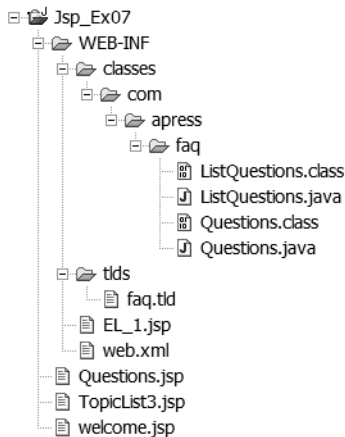 Jsp_Ex07
WEB-INF
classes
com
apress
faq
ListQuestions.class
ListQuestions.java
Questions.class
Questions.java
tlds
faq.tld
EL_1.jsp
web.xml
Questions.jsp
TopicList3.jsp
welcome.jsp